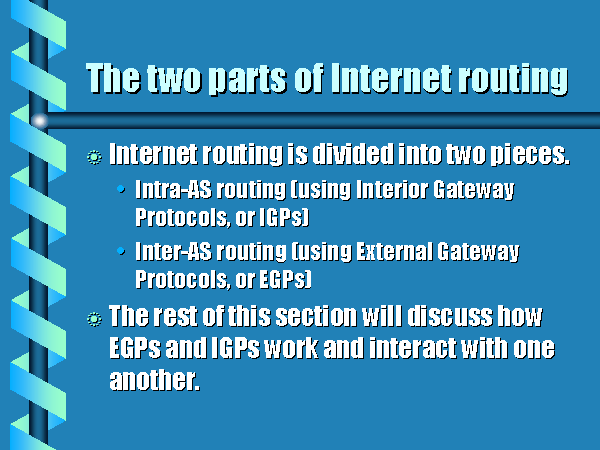 The two parts of Internet routing
Internet routing is divided into two pieces.
Intra-AS routing (using Interior Gateway
Protocols, or IGPs)
Inter-AS routing (using External Gateway
Protocols, or EGPs)
The rest of this section will discuss how
EGPs and IGPs work and interact with one
another.